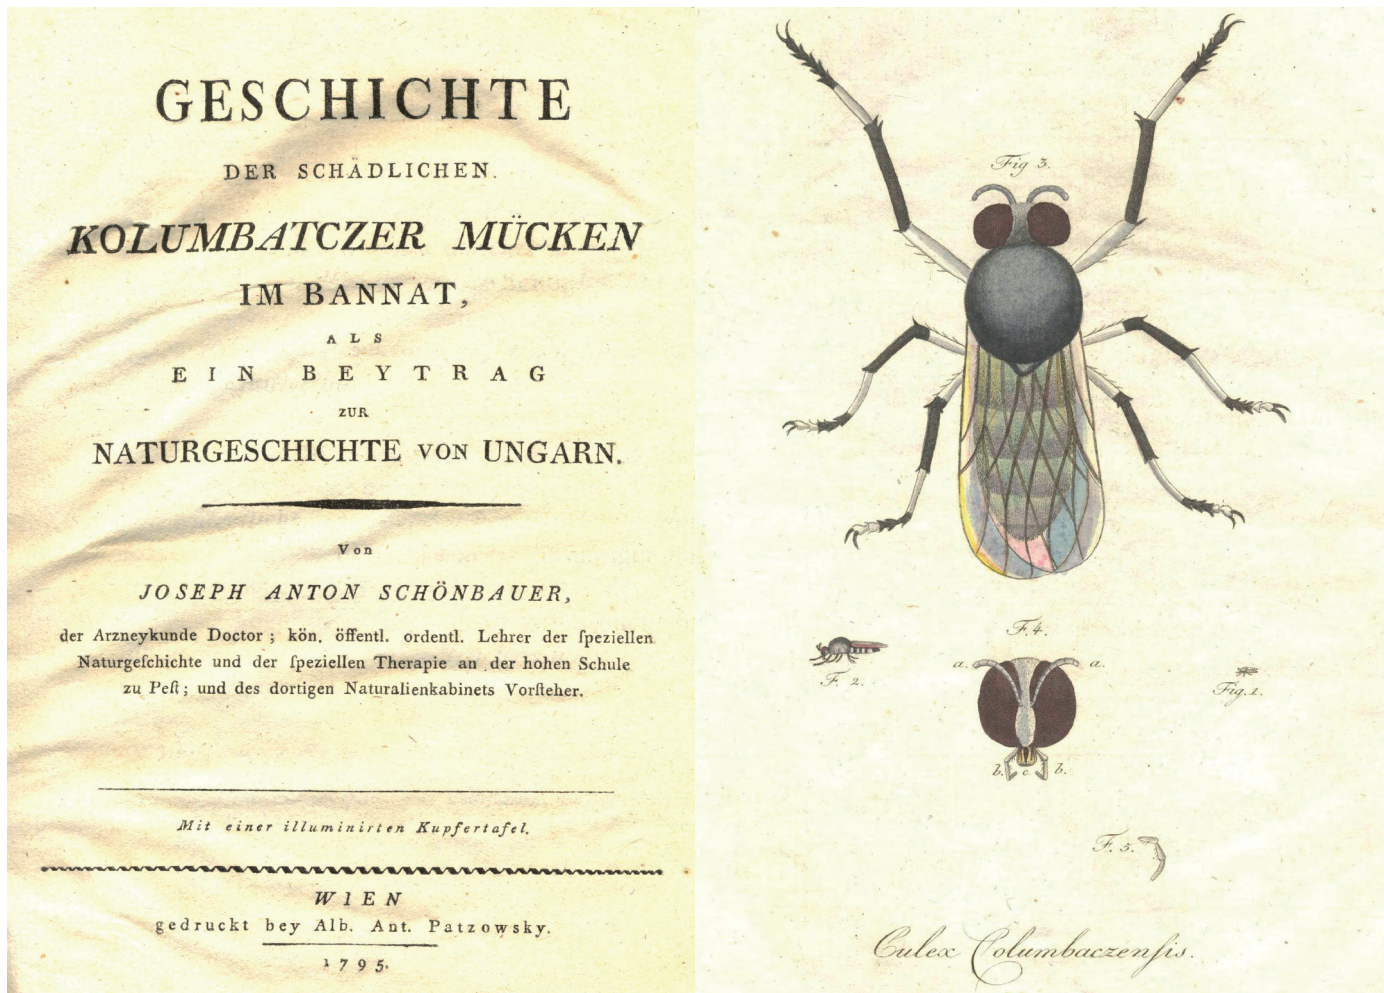 GESCHICHTE
DER SCHÄDLICHEN.
KOLUMBATCZER MÜCKEN
IM BANNAT,
ALS
EIN BEYTRAG
ZUR
NATURGESCHICHTE VON UNGARN.
Von
JOSEPH ANTON SCHÖNBAUER,
der Arzneykunde Doctor; kön. öffentl. ordentl. Lehrer der ſpeziellen
Naturgeſchichte und der ſpeziellen Therapie an der hohen Schule
zu Peſt; und des dortigen Naturalienkabinets Vorſteher.
Mit einer illuminirten Kupfertafel.
WIEN
gedruckt bey Alb. Ant. Patzowsky.
1795.
Fig 3.
F. 4.
a. a.
F. 2.
Fig. 1.
b. c. b.
F. 5.
Culex Columbaczenſis.